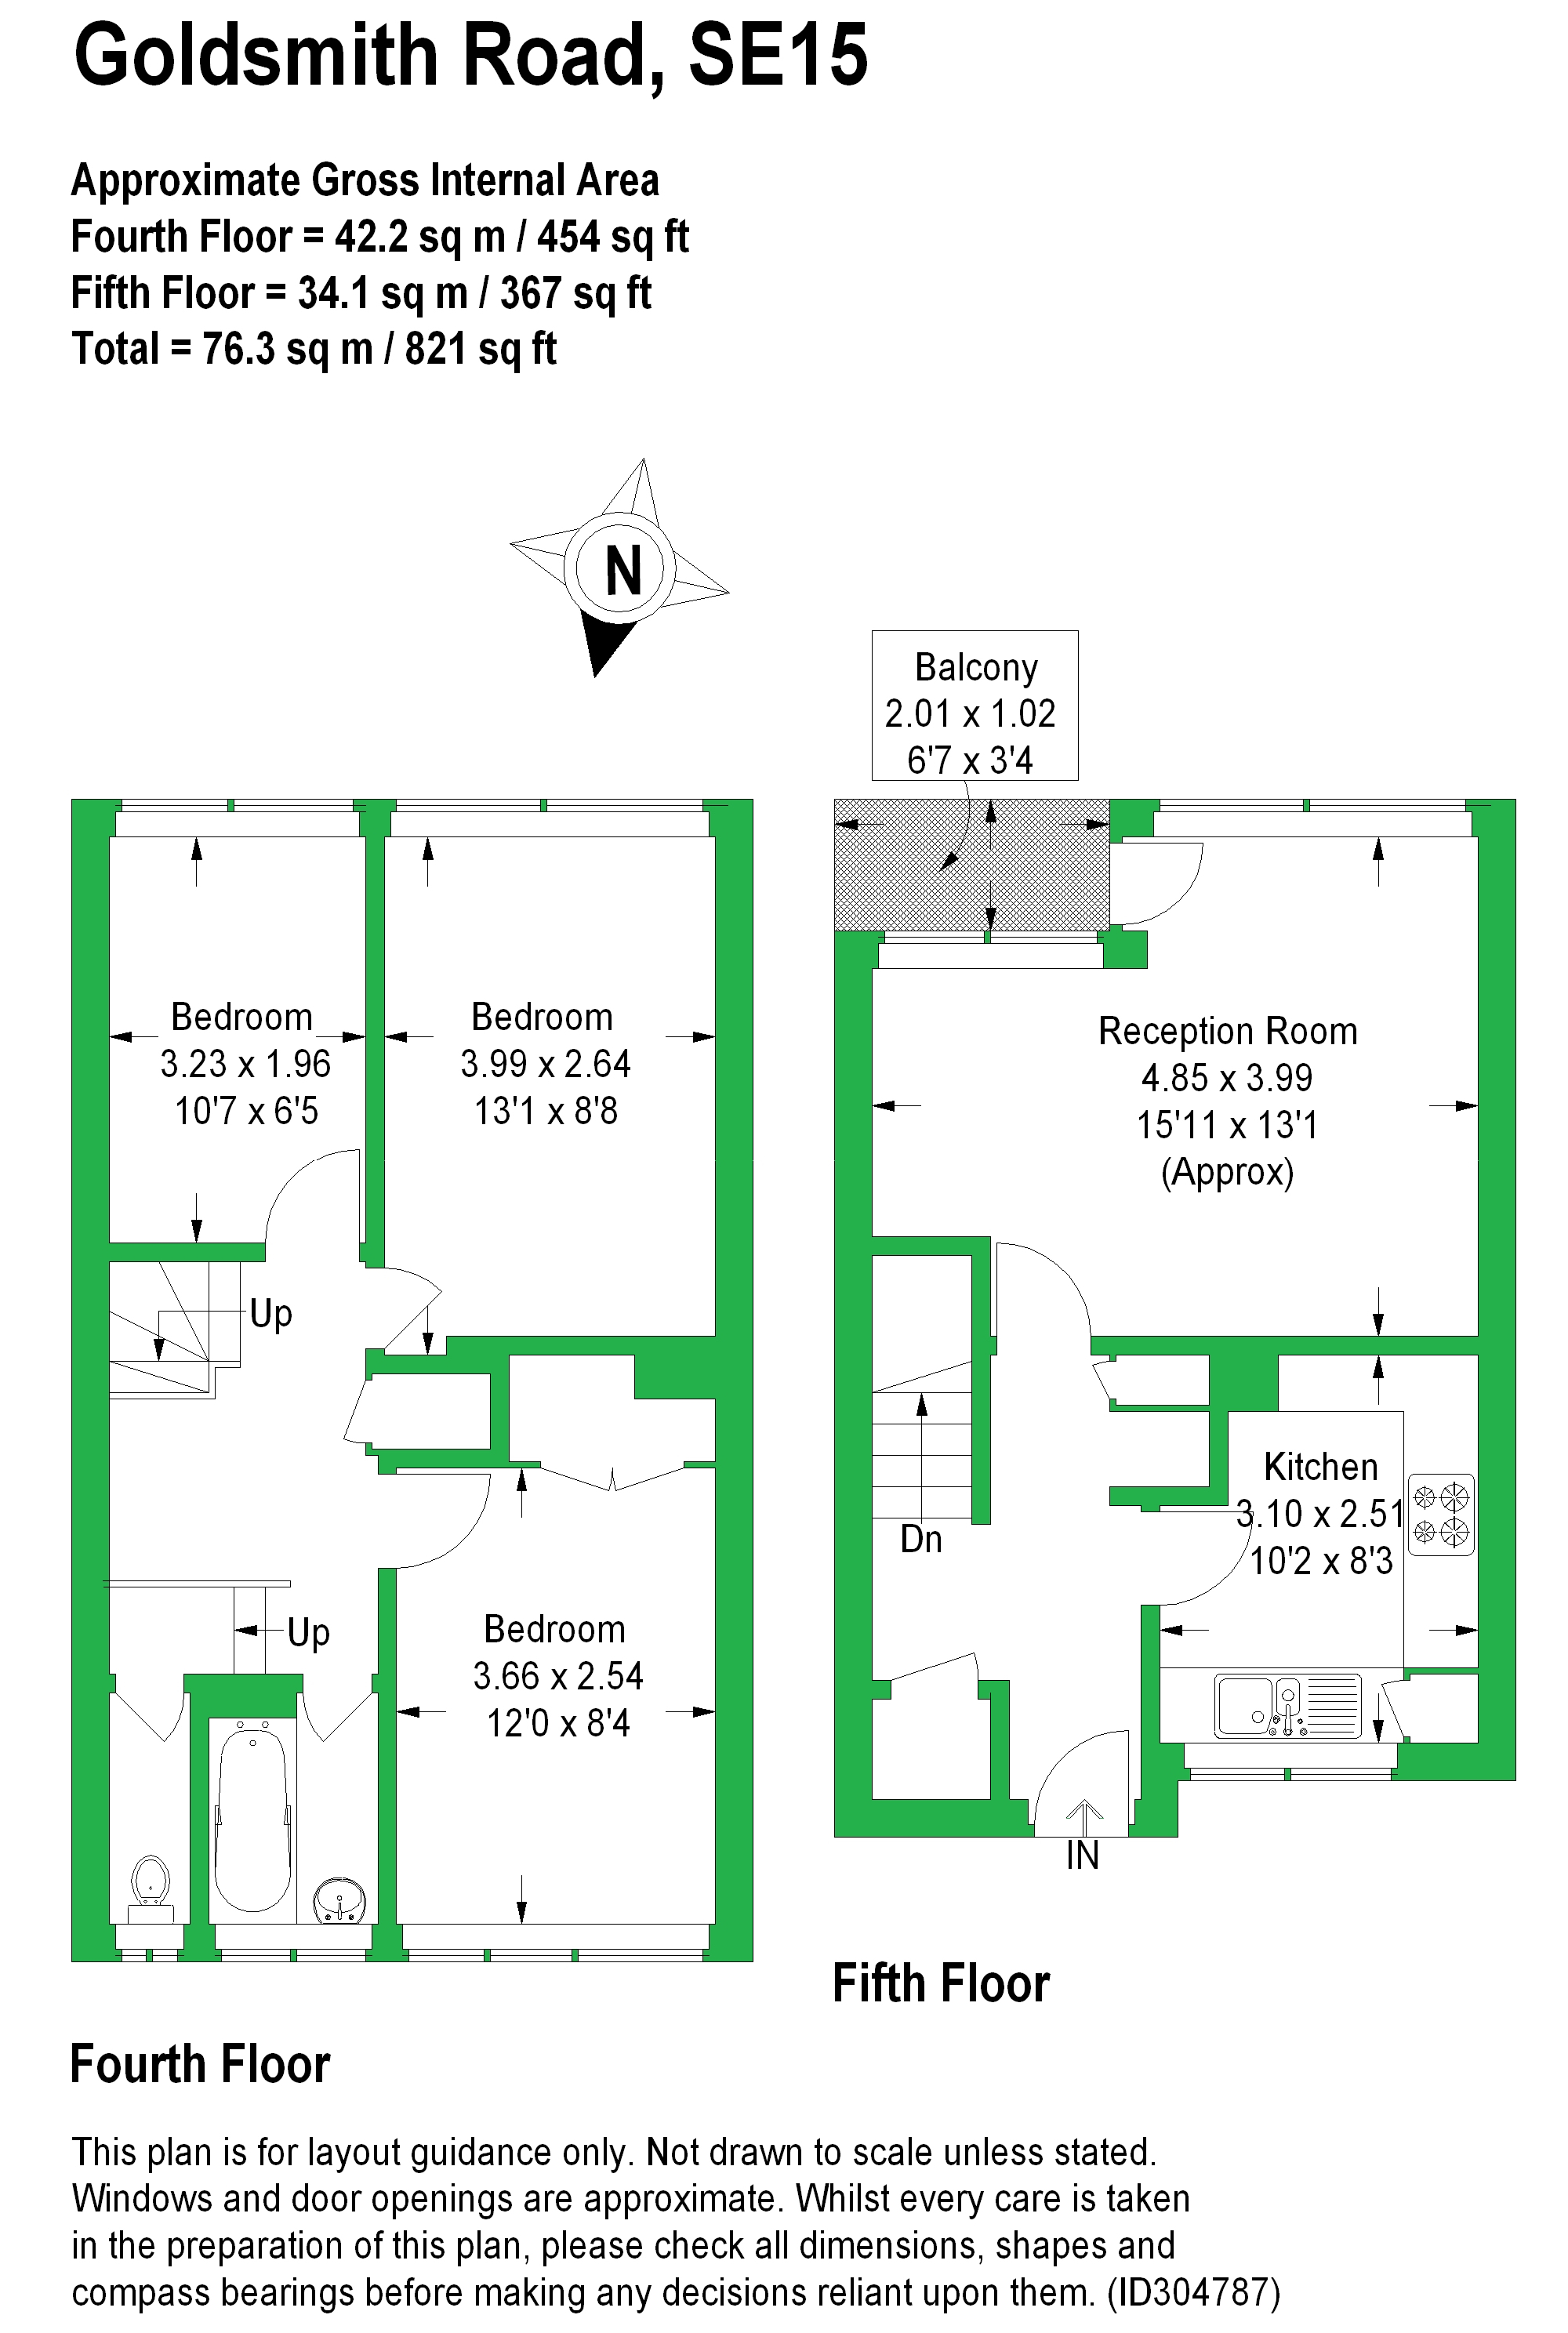 Goldsmith Road, SE15
Approximate Gross Internal Area
Fourth Floor = 42.2 sq m / 454 sq ft
Fifth Floor = 34.1 sq m / 367 sq ft
Total = 76.3 sq m / 821 sq ft
N
Balcony
2.01 x 1.02
6'7 x 3'4
Bedroom
3.23 x 1.96
10'7 x 6'5
Bedroom
3.99 x 2.64
13'1 x 8'8
Reception Room
4.85 x 3.99
15'11 x 13'1
(Approx)
Up
Kitchen
3.10 x 2.51
10'2 x 8'3
Dn
Up
Bedroom
3.66 x 2.54
12'0 x 8'4
IN
Fifth Floor
Fourth Floor
This plan is for layout guidance only. Not drawn to scale unless stated.
Windows and door openings are approximate. Whilst every care is taken
in the preparation of this plan, please check all dimensions, shapes and
compass bearings before making any decisions reliant upon them. (ID304787)